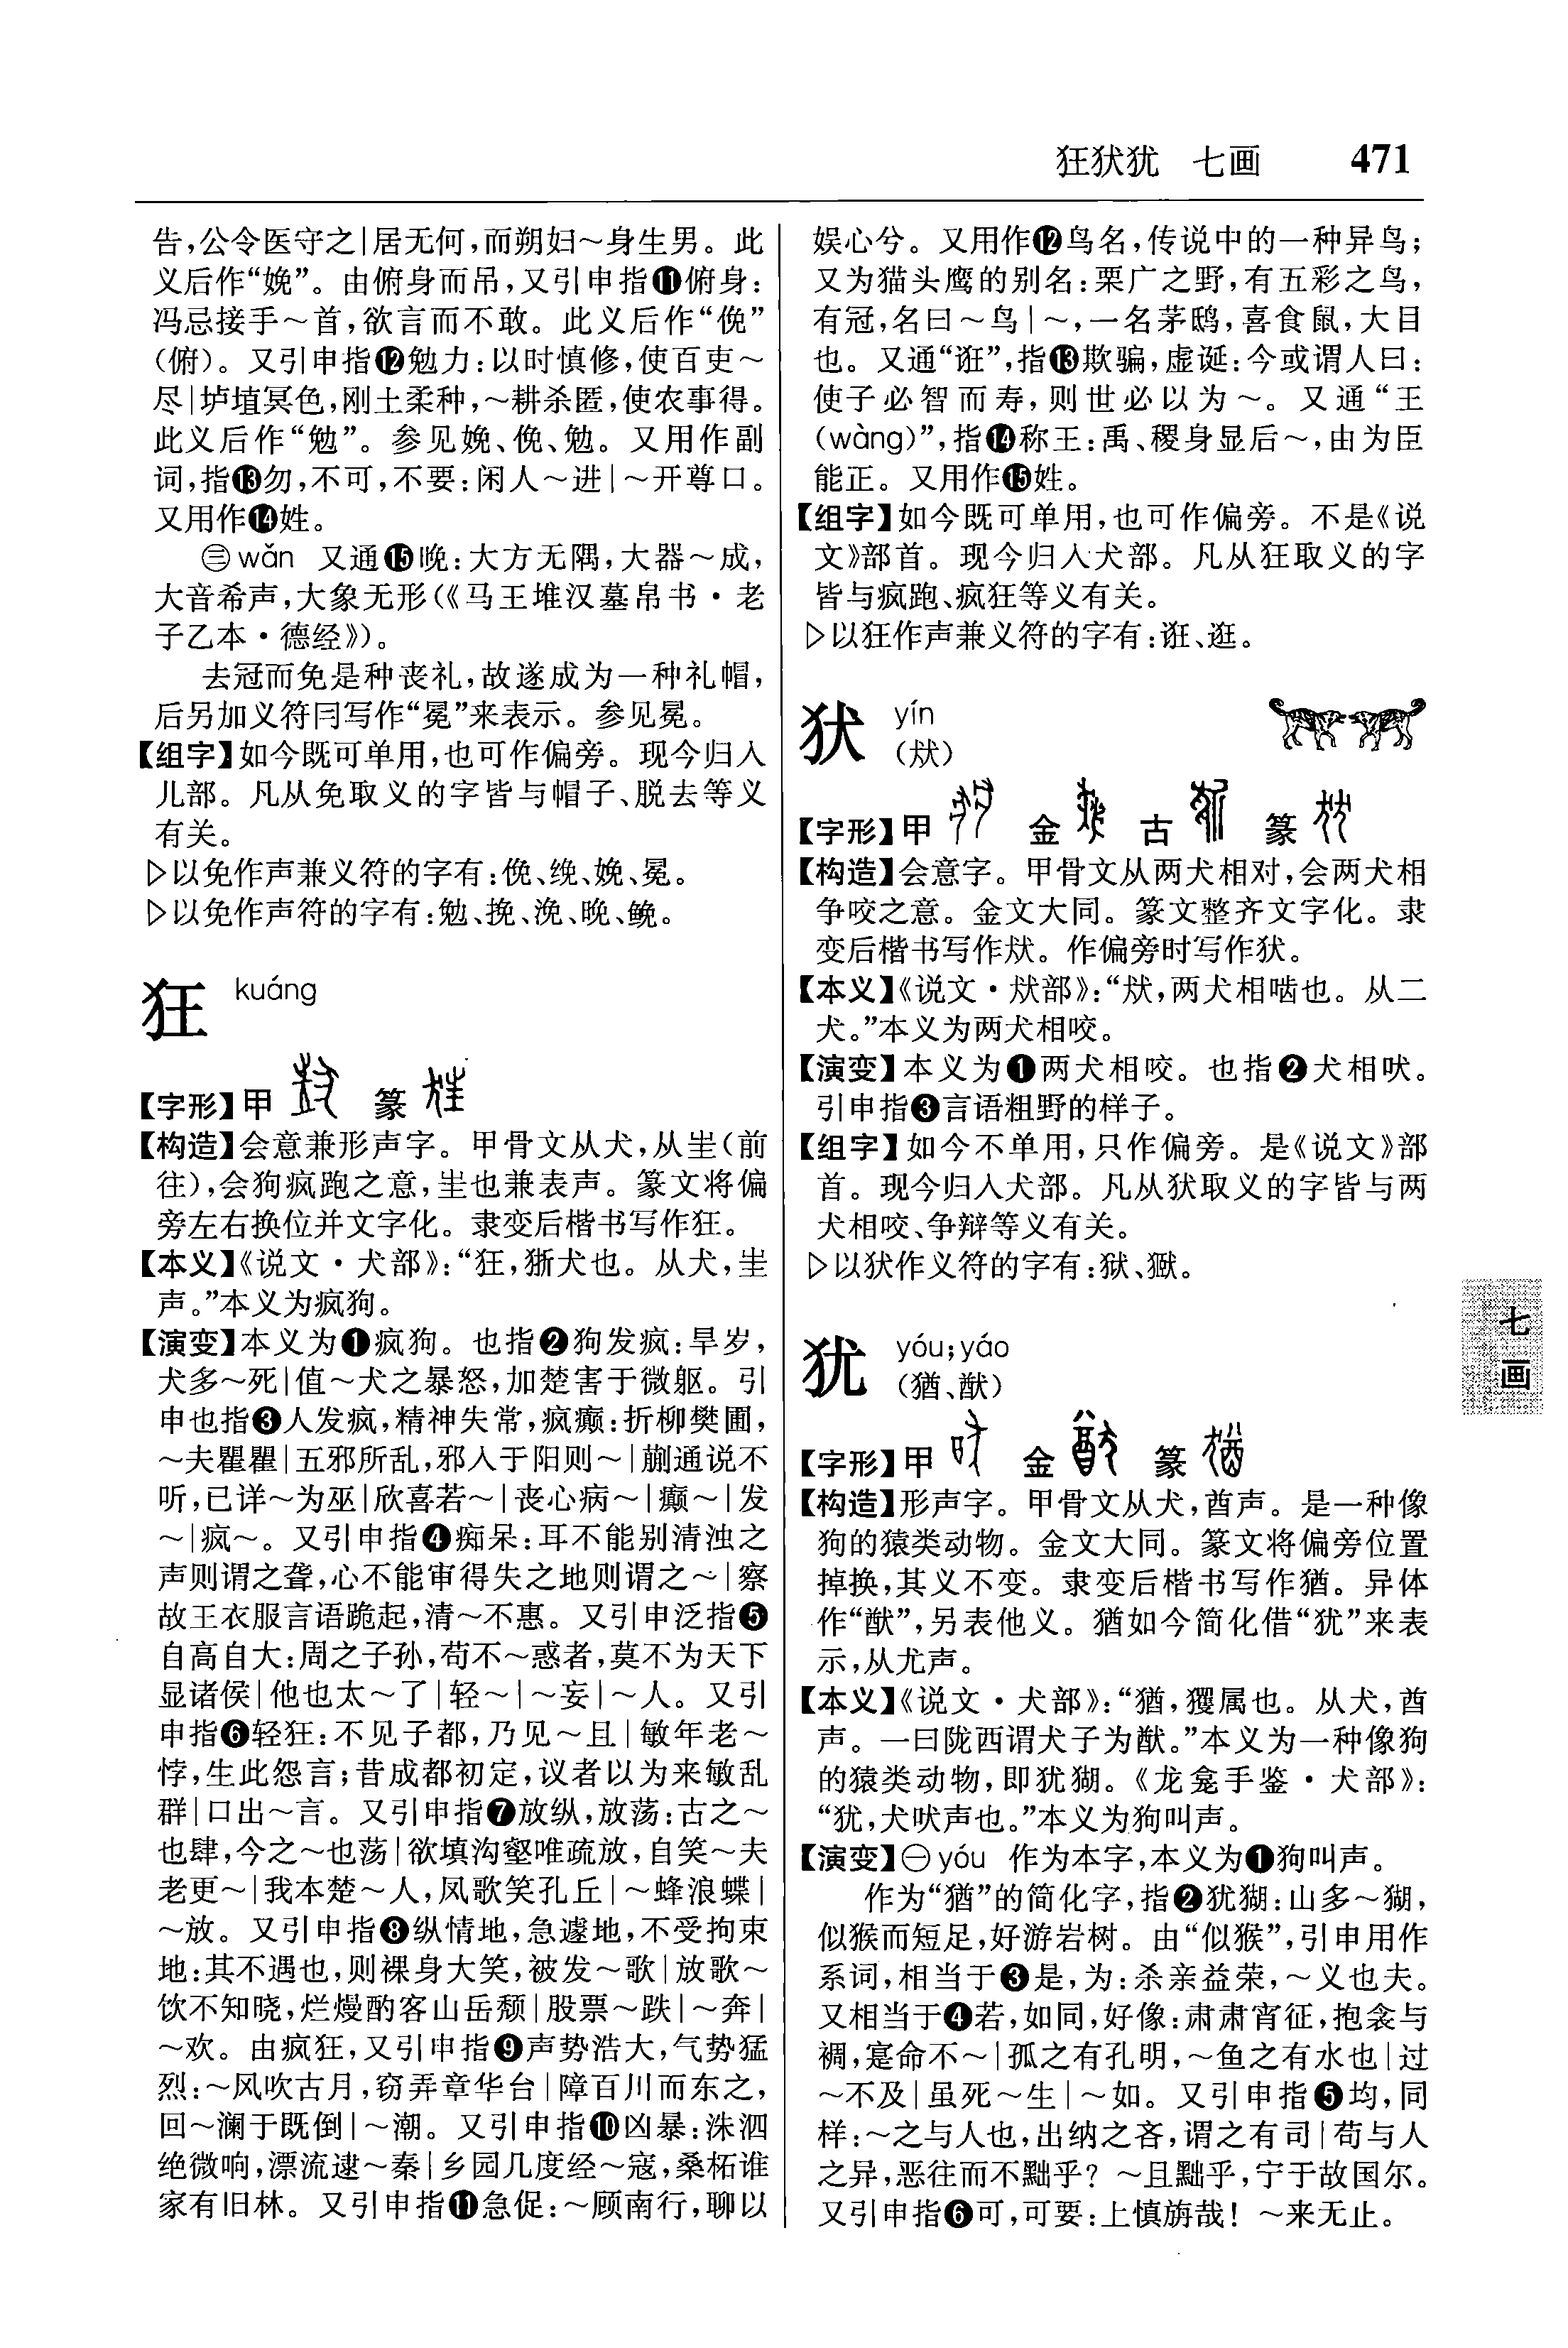 狂㹜犹 七画 471
告,公令医守之|居无何,而朔妇～身生男。此
义后作“娩”。由俯身而吊,又引申指⓫俯身:
冯忌接手～首,欲言而不敢。此义后作“俛”
(俯)。又引申指⓬勉力:以时慎修,使百吏～
尽|垆埴冥色,刚土柔种,～耕杀匿,使农事得。
此义后作“勉”。参见娩、俛、勉。又用作副
词,指⓭勿,不可,不要:闲人～进|～开尊口。
又用作⓮姓。
㊂wǎn 又通⓯晚:大方无隅,大器～成,
大音希声,大象无形(《马王堆汉墓帛书·老
子乙本·德经》)。
去冠而免是种丧礼,故遂成为一种礼帽,
后另加义符冃写作“冕”来表示。参见冕。
【组字】如今既可单用,也可作偏旁。现今归入
儿部。凡从免取义的字皆与帽子、脱去等义
有关。
▷以免作声兼义符的字有:俛、绝、娩、冕。
▷以免作声符的字有:勉、挽、浼、晚、鮸。
狂 kuáng
【字形】甲 篆
【构造】会意兼形声字。甲骨文从犬,从㞷(前
往),会狗疯跑之意,㞷也兼表声。篆文将偏
旁左右换位并文字化。隶变后楷书写作狂。
【本义】《说文·犬部》:“狂,狾犬也。从犬,㞷
声。”本义为疯狗。
【演变】本义为❶疯狗。也指❷狗发疯:旱岁,
犬多～死|值～犬之暴怒,加楚害于微躯。引
申也指❸人发疯,精神失常,疯癫:折柳樊圃,
～夫瞿瞿|五邪所乱,邪入于阳则～|蒯通说不
听,已详～为巫|欣喜若～|丧心病～|癫～|发
～|疯～。又引申指❹痴呆:耳不能别清浊之
声则谓之聋,心不能审得失之地则谓之～|察
故王衣服言语跪起,清～不惠。又引申泛指❺
自高自大:周之子孙,苟不～惑者,莫不为天下
显诸侯|他也太～了|轻～|～妄|～人。又引
申指❻轻狂:不见子都,乃见～且|敏年老～
悖,生此怨言;昔成都初定,议者以为来敏乱
群|口出～言。又引申指❼放纵,放荡:古之～
也肆,今之～也荡|欲填沟壑唯疏放,自笑～夫
老更～|我本楚～人,凤歌笑孔丘|～蜂浪蝶|
～放。又引申指❽纵情地,急遽地,不受拘束
地:其不遇也,则裸身大笑,被发～歌|放歌～
饮不知晓,烂熳酌客山岳颓|股票～跌|～奔|
～欢。由疯狂,又引申指❾声势浩大,气势猛
烈:～风吹古月,窃弄章华台|障百川而东之,
回～澜于既倒|～潮。又引申指❿凶暴:洙泗
绝微响,漂流逮～秦|乡园几度经～寇,桑柘谁
家有旧林。又引申指⓫急促:～顾南行,聊以
娱心兮。又用作⓬鸟名,传说中的一种异鸟;
又为猫头鹰的别名:栗广之野,有五彩之鸟,
有冠,名曰～鸟|～,一名茅鸱,喜食鼠,大目
也。又通“诳”,指⓭欺骗,虚诞:今或谓人曰:
使子必智而寿,则世必以为～。又通“王
(wàng)”,指⓮称王:禹、稷身显后～,由为臣
能正。又用作⓯姓。
【组字】如今既可单用,也可作偏旁。不是《说
文》部首。现今归入犬部。凡从狂取义的字
皆与疯跑、疯狂等义有关。
▷以狂作声兼义符的字有:诳、逛。
㹜 yín
(㹜)
【字形】甲 金 古 篆
【构造】会意字。甲骨文从两犬相对,会两犬相
争咬之意。金文大同。篆文整齐文字化。隶
变后楷书写作㹜。作偏旁时写作㹜。
【本义】《说文·㹜部》:“㹜,两犬相啮也。从二
犬。”本义为两犬相咬。
【演变】本义为❶两犬相咬。也指❷犬相吠。
引申指❸言语粗野的样子。
【组字】如今不单用,只作偏旁。是《说文》部
首。现今归入犬部。凡从㹜取义的字皆与两
犬相咬、争辩等义有关。
▷以㹜作义符的字有:狱、㺇。
犹 yóu;yáo
(猶、猷)
【字形】甲 金 篆
【构造】形声字。甲骨文从犬,酋声。是一种像
狗的猿类动物。金文大同。篆文将偏旁位置
掉换,其义不变。隶变后楷书写作猶。异体
作“猷”,另表他义。猶如今简化借“犹”来表
示,从尤声。
【本义】《说文·犬部》:“猶,玃属也。从犬,酋
声。一曰陇西谓犬子为猷。”本义为一种像狗
的猿类动物,即犹猢。《龙龛手鉴·犬部》:
“犹,犬吠声也。”本义为狗叫声。
【演变】㊀yóu 作为本字,本义为❶狗叫声。
作为“猶”的简化字,指❷犹猢:山多～猢,
似猴而短足,好游岩树。由“似猴”,引申用作
系词,相当于❸是,为:杀亲益荣,～义也夫。
又相当于❹若,如同,好像:肃肃宵征,抱衾与
裯,寔命不～|孤之有孔明,～鱼之有水也|过
～不及|虽死～生|～如。又引申指❺均,同
样:～之与人也,出纳之吝,谓之有司|苟与人
之异,恶往而不黜乎? ～且黜乎,宁于故国尔。
又引申指❻可,可要:上慎旃哉! ～来无止。
七
画